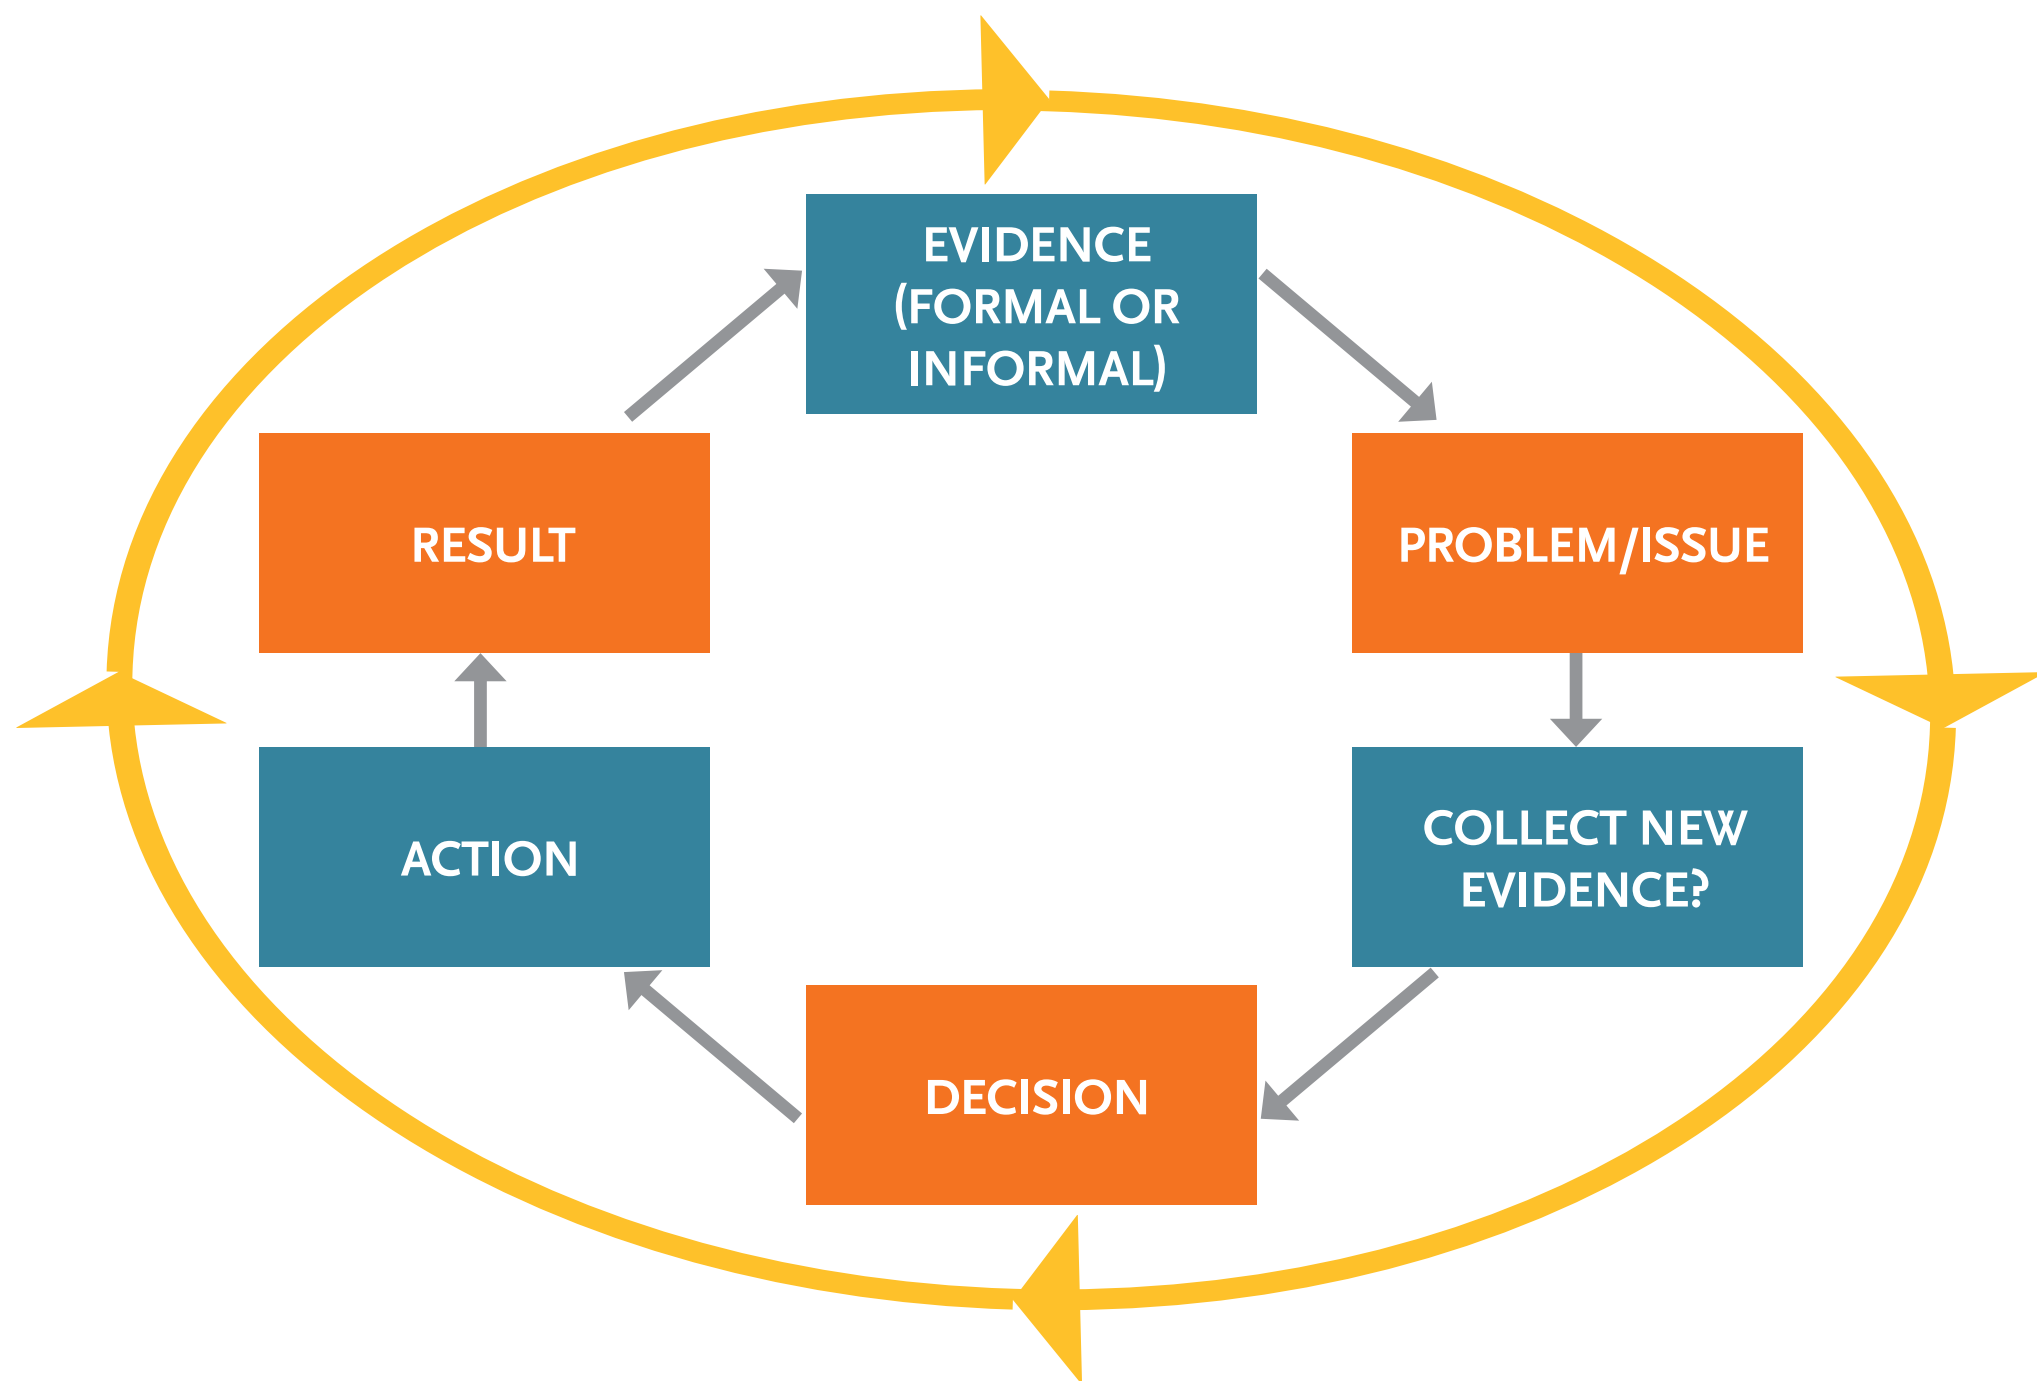 EVIDENCE
(FORMAL OR
INFORMAL)
PROBLEM/ISSUE
COLLECT NEW
EVIDENCE?
DECISION
ACTION
RESULT